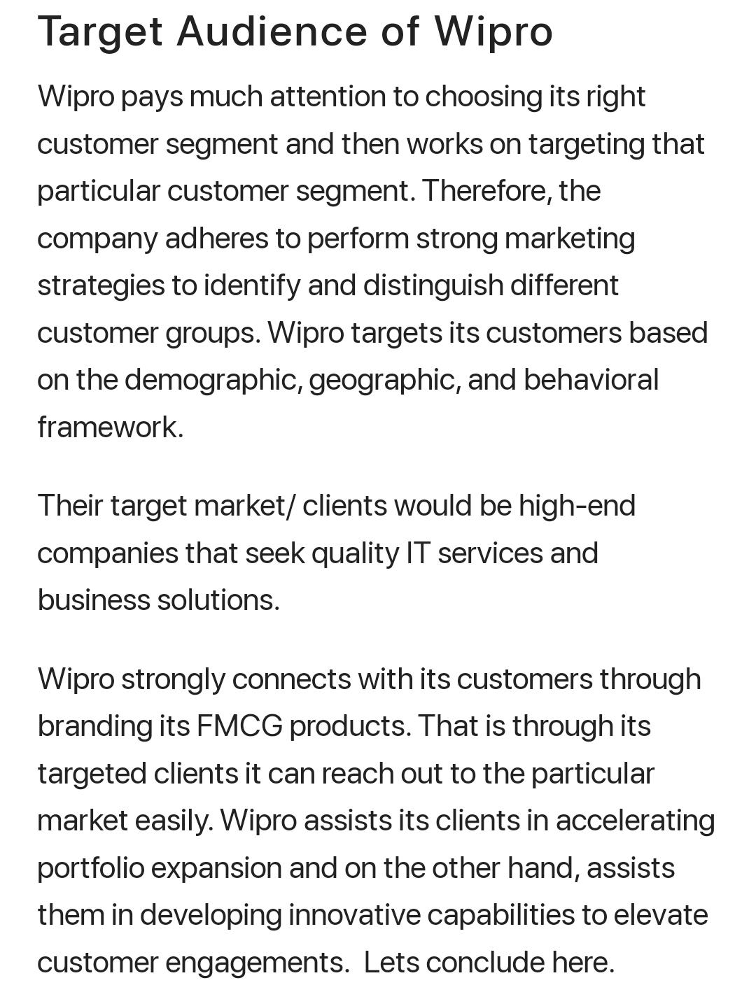 Target Audience of Wipro
Wipro pays much attention to choosing its right
customer segment and then works on targeting that
particular customer segment. Therefore, the
company adheres to perform strong marketing
strategies to identify and distinguish different
customer groups. Wipro targets its customers based
on the demographic, geographic, and behavioral
framework.
Their target market/ clients would be high-end
companies that seek quality IT services and
business solutions.
Wipro strongly connects with its customers through
branding its FMCG products. That is through its
targeted clients it can reach out to the particular
market easily. Wipro assists its clients in accelerating
portfolio expansion and on the other hand, assists
them in developing innovative capabilities to elevate
customer engagements.  Lets conclude here.